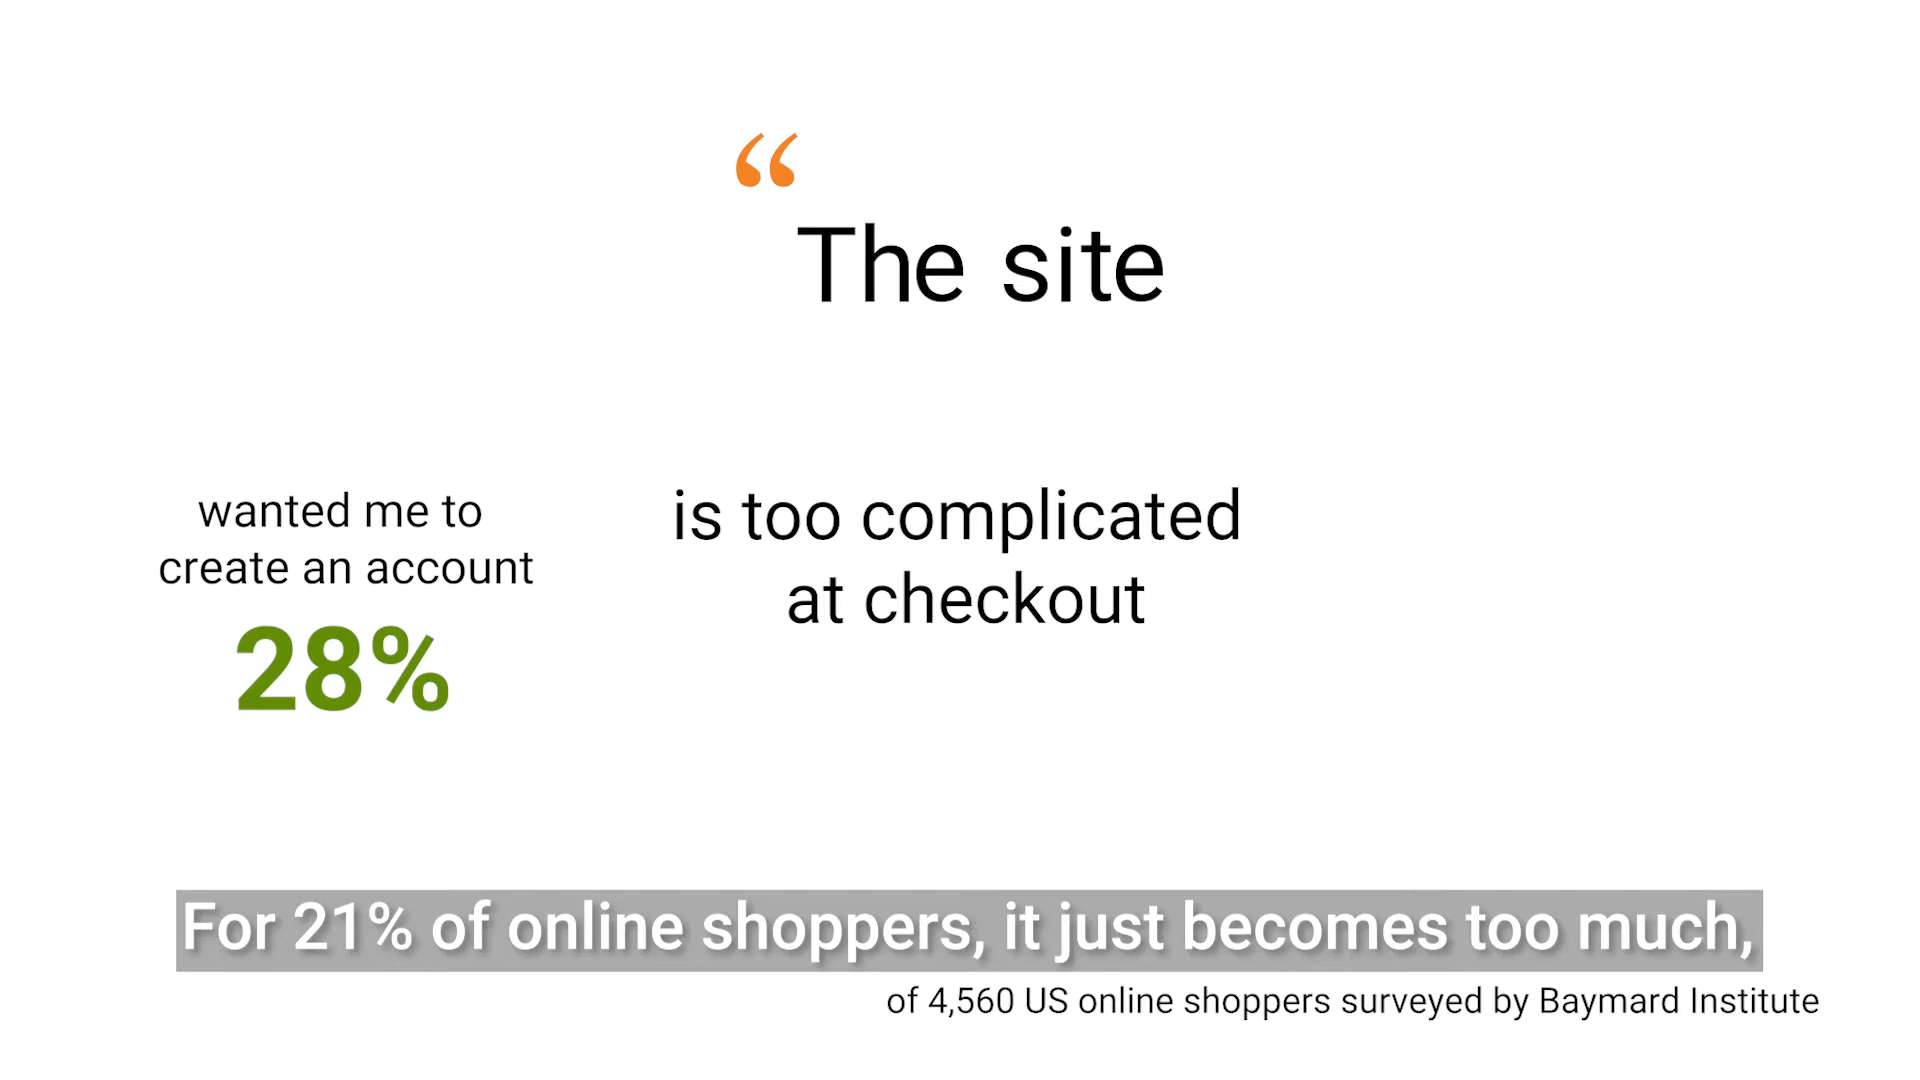 “
The site
wanted me to
create an account
28%
is too complicated
at checkout
For 21% of online shoppers, it just becomes too much,
of 4,560 US online shoppers surveyed by Baymard Institute